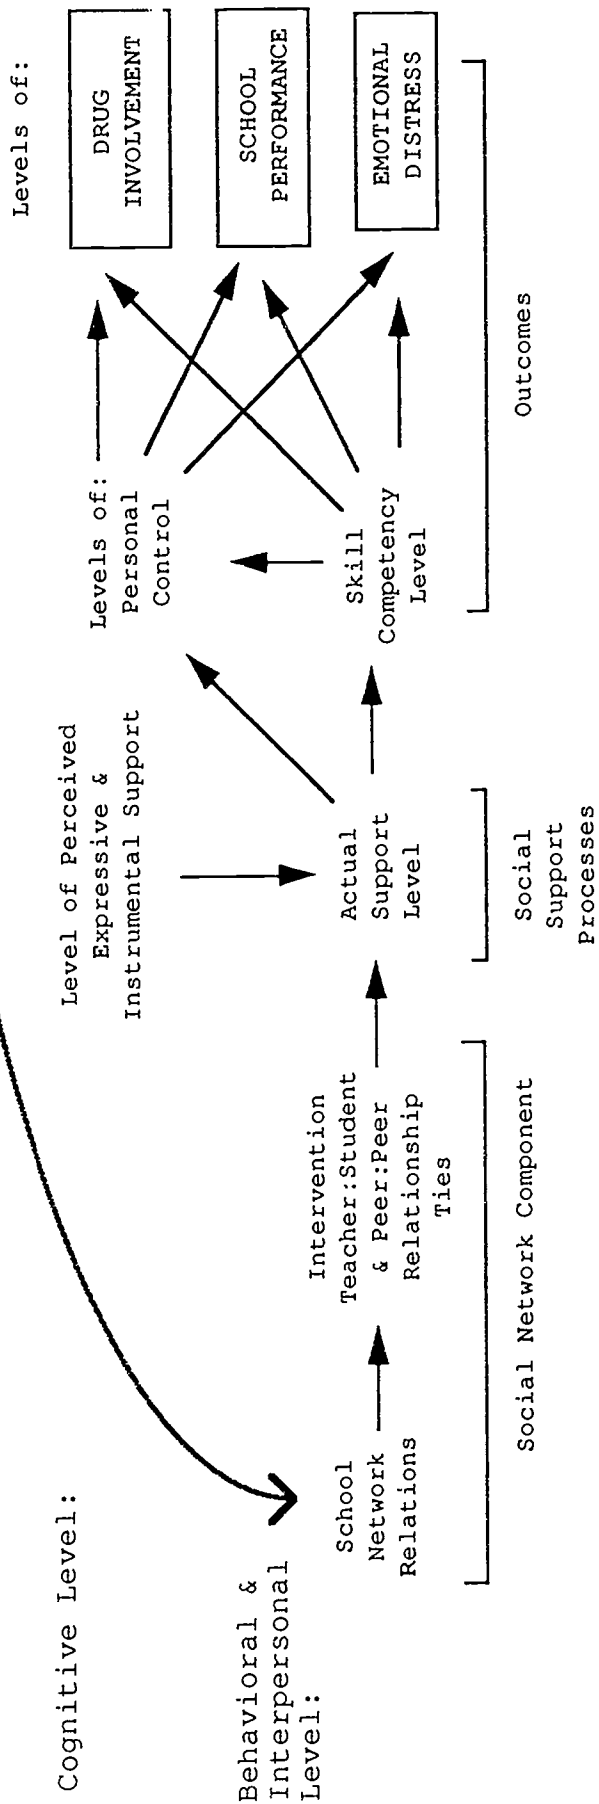 Cognitive Level:
Level of Perceived
Expressive &
Instrumental Support
Levels of:
Personal
Control
Levels of:
DRUG
INVOLVEMENT
SCHOOL
PERFORMANCE
EMOTIONAL
DISTRESS
Behavioral &
Interpersonal
Level:
School
Network
Relations
Intervention
Teacher:Student
& Peer:Peer
Relationship
Ties
Actual
Support
Level
Skill
Competency
Level
Social Network Component
Social
Support
Processes
Outcomes